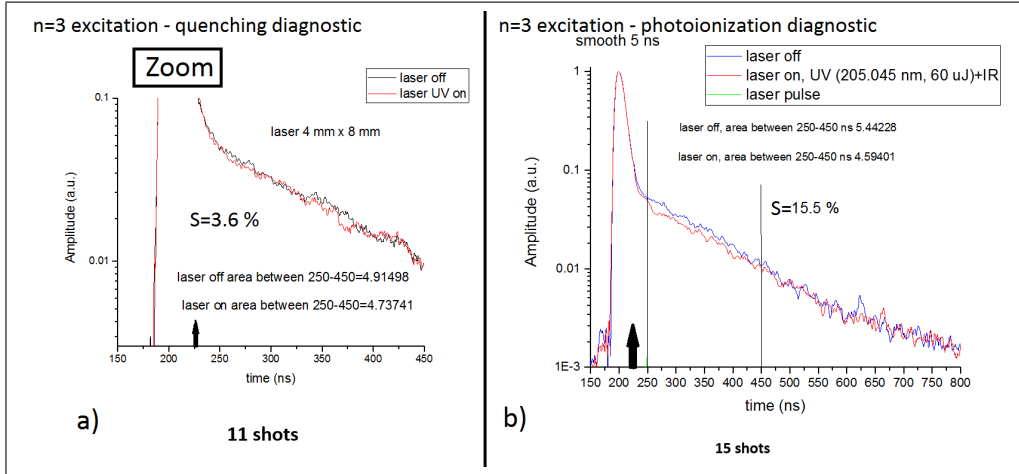 n=3 excitation - quenching diagnostic
Zoom
laser off
laser UV on
0.1
laser 4 mm x 8 mm
Amplitude (a.u.)
S=3.6 %
0.01
laser off area between 250-450=4.91498
laser on area between 250-450=4.73741
150 200 250 300 350 400 450
time (ns)
a)
11 shots
n=3 excitation - photoionization diagnostic
smooth 5 ns
laser off
laser on, UV (205.045 nm, 60 uJ)+IR
laser pulse
1
laser off, area between 250-450 ns 5.44228
laser on, area between 250-450 ns 4.59401
0.1
S=15.5 %
Amplitude (a.u.)
0.01
1E-3
150 200 250 300 350 400 450 500 550 600 650 700 750 800
time (ns)
b)
15 shots